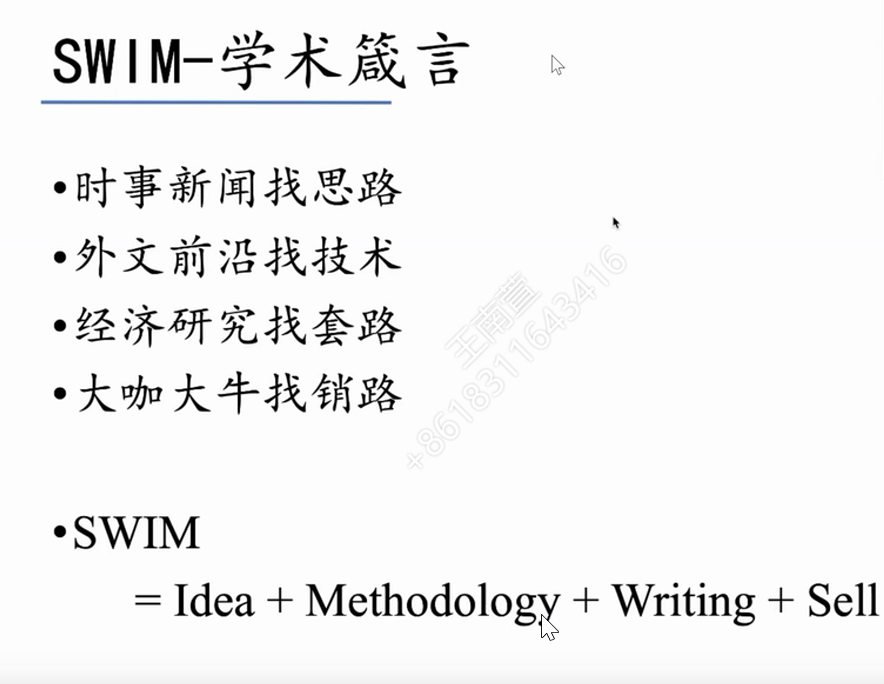 SWIM-学术箴言
•时事新闻找思路
•外文前沿找技术
•经济研究找套路
•大咖大牛找销路
王南萱
+8618311643416
•SWIM
= Idea + Methodology + Writing + Sell